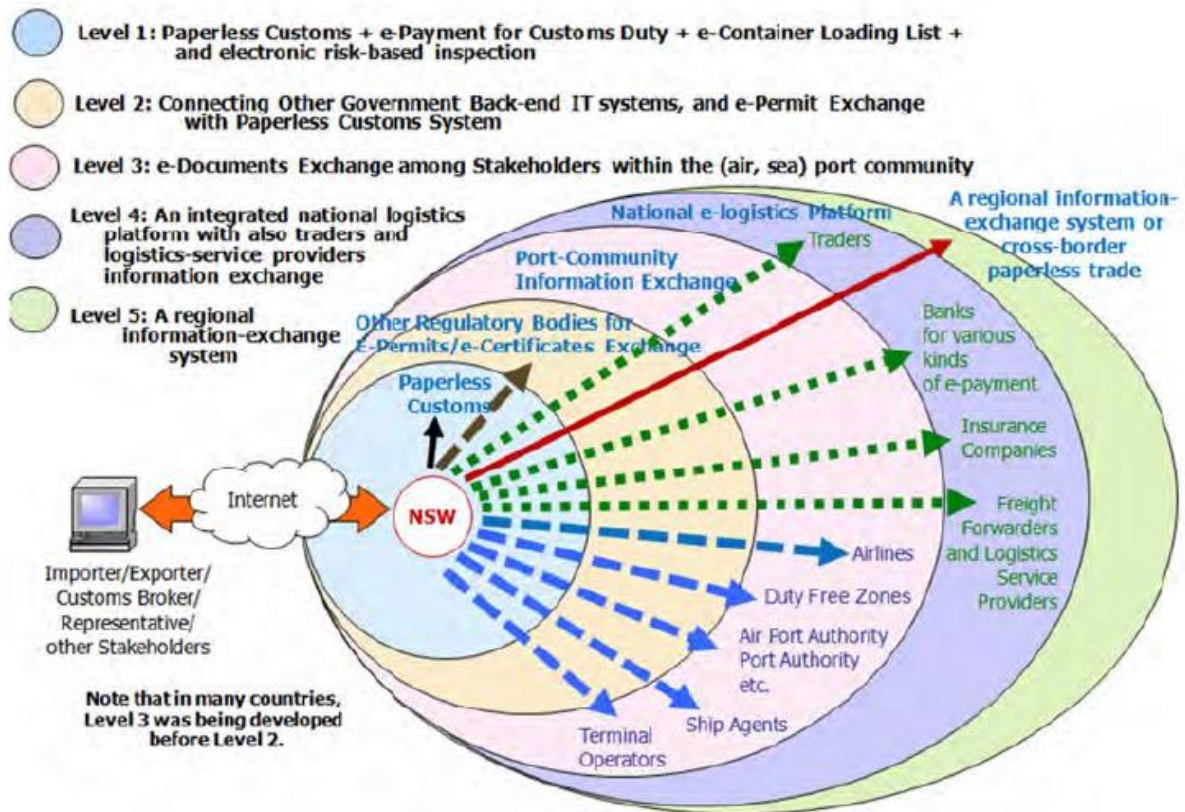 Level 1: Paperless Customs + e-Payment for Customs Duty + e-Container Loading List +
and electronic risk-based inspection
Level 2: Connecting Other Government Back-end IT systems, and e-Permit Exchange
with Paperless Customs System
Level 3: e-Documents Exchange among Stakeholders within the (air, sea) port community
Level 4: An integrated national logistics
platform with also traders and
logistics-service providers
information exchange
Level 5: A regional
information-exchange
system
National e-logistics Platform
Traders
A regional information-
exchange system or
cross-border
paperless trade
Port-Community
Information Exchange
Other Regulatory Bodies for
E-Permits/e-Certificates Exchange
Paperless
Customs
Banks
for various
kinds
of e-payment
Insurance
Companies
Internet
NSW
Freight
Forwarders
and Logistics
Service
Providers
Airlines
Duty Free Zones
Air Port Authority
Port Authority
etc.
Ship Agents
Terminal
Operators
Importer/Exporter/
Customs Broker/
Representative/
other Stakeholders
Note that in many countries,
Level 3 was being developed
before Level 2.